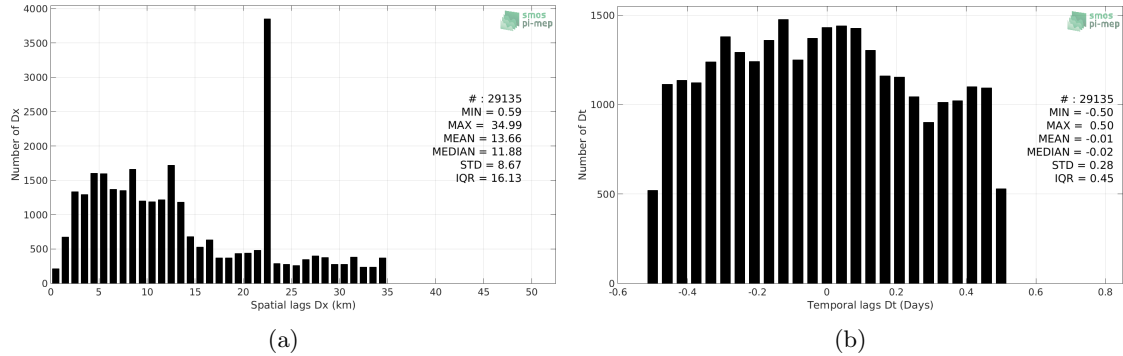 4000
3500
3000
2500
2000
1500
1000
500
0
Number of Dx
smos
pi-mep
# : 29135
MIN = 0.59
MAX = 34.99
MEAN = 13.66
MEDIAN = 11.88
STD = 8.67
IQR = 16.13
0 5 10 15 20 25 30 35 40 45 50
Spatial lags Dx (km)
(a)
1500
1000
500
0
Number of Dt
smos
pi-mep
# : 29135
MIN = -0.50
MAX = 0.50
MEAN = -0.01
MEDIAN = -0.02
STD = 0.28
IQR = 0.45
-0.6 -0.4 -0.2 0 0.2 0.4 0.6 0.8
Temporal lags Dt (Days)
(b)